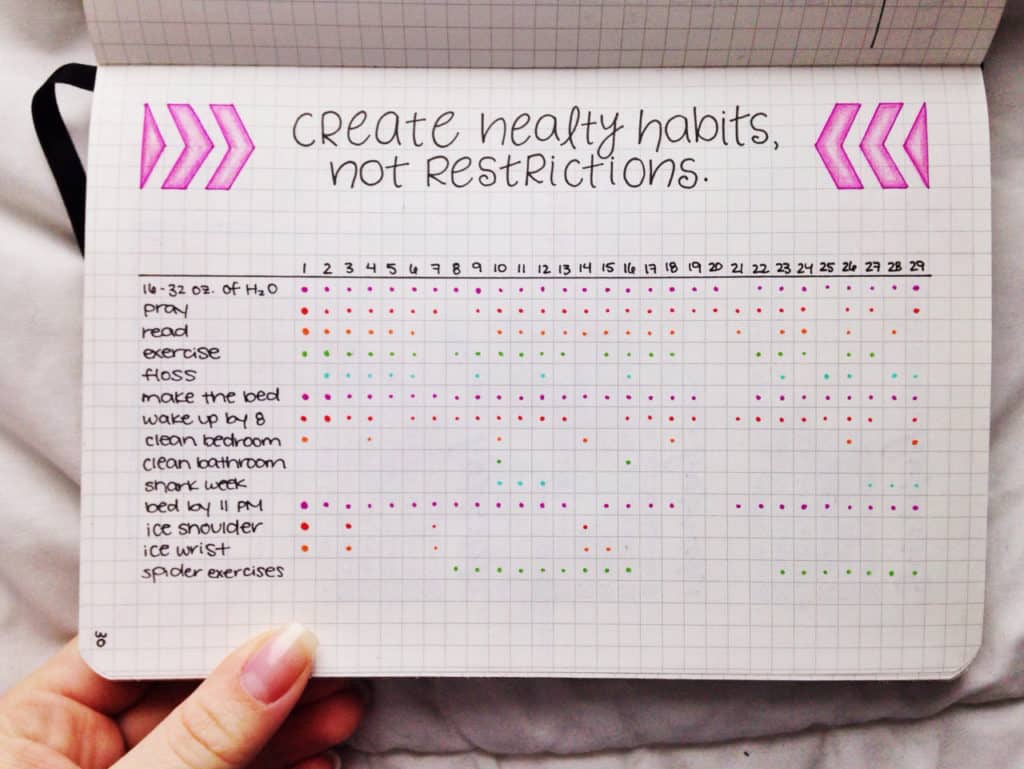 CREATE HEALTY HABITS,
NOT RESTRICTIONS.
1 2 3 4 5 6 7 8 9 10 11 12 13 14 15 16 17 18 19 20 21 22 23 24 25 26 27 28 29
16-32 OZ. OF H₂O
pray
read
exercise
floss
make the bed
wake up by 8
clean bedroom
clean bathroom
shark week
bed by 11 PM
ice shoulder
ice wrist
spider exercises
30